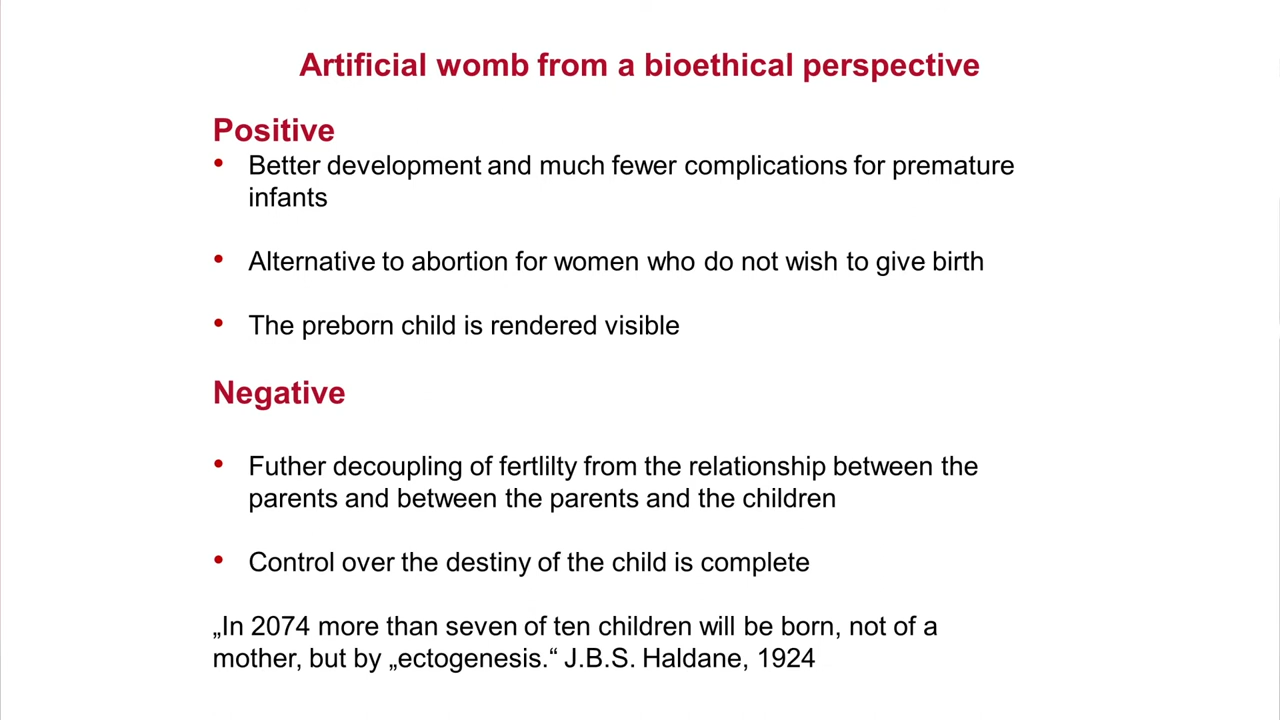 Artificial womb from a bioethical perspective
Positive
• Better development and much fewer complications for premature
infants
• Alternative to abortion for women who do not wish to give birth
• The preborn child is rendered visible
Negative
• Futher decoupling of fertlilty from the relationship between the
parents and between the parents and the children
• Control over the destiny of the child is complete
„In 2074 more than seven of ten children will be born, not of a
mother, but by „ectogenesis.“ J.B.S. Haldane, 1924